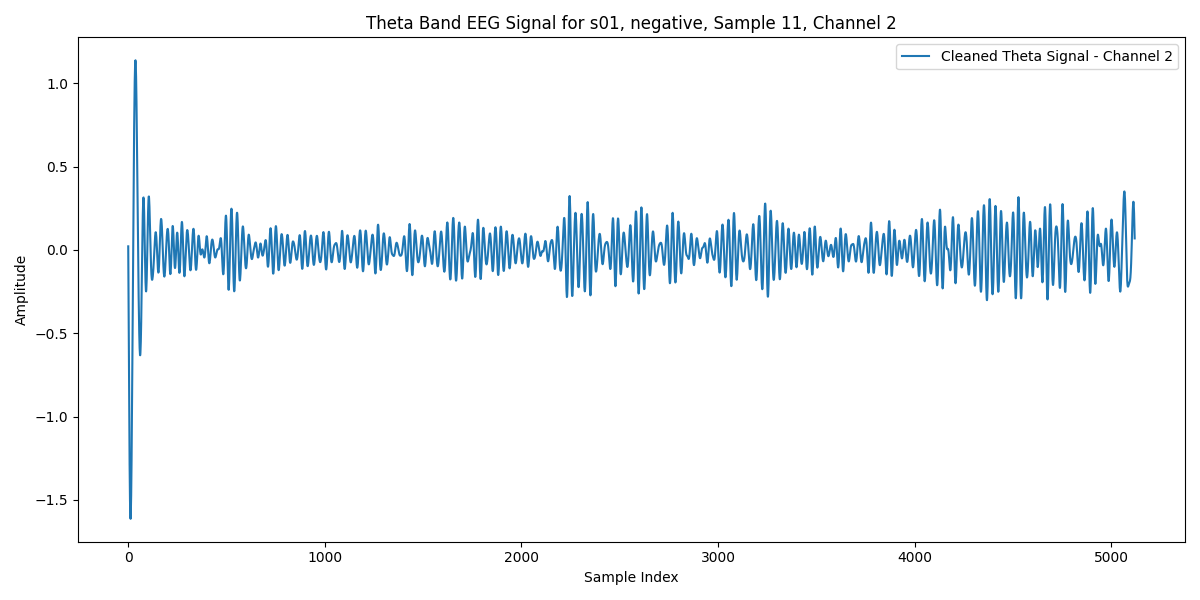 Theta Band EEG Signal for s01, negative, Sample 11, Channel 2
Cleaned Theta Signal - Channel 2
1.0
0.5
0.0
−0.5
−1.0
−1.5
Amplitude
0 1000 2000 3000 4000 5000
Sample Index